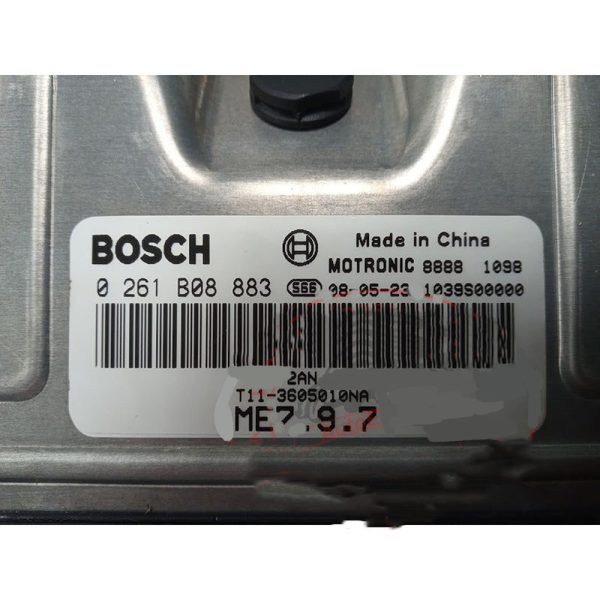 BOSCH
Made in China
MOTRONIC 8888 1098
0 261 B08 883
08-05-23 1039S00000
2AN
T11-3605010NA
ME7.9.7